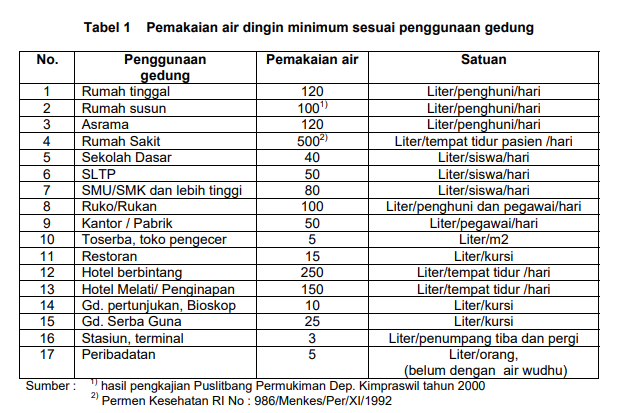 Tabel 1 Pemakaian air dingin minimum sesuai penggunaan gedung
No. Penggunaan gedung Pemakaian air Satuan
1 Rumah tinggal 120 Liter/penghuni/hari
2 Rumah susun 100¹⁾ Liter/penghuni/hari
3 Asrama 120 Liter/penghuni/hari
4 Rumah Sakit 500²⁾ Liter/tempat tidur pasien /hari
5 Sekolah Dasar 40 Liter/siswa/hari
6 SLTP 50 Liter/siswa/hari
7 SMU/SMK dan lebih tinggi 80 Liter/siswa/hari
8 Ruko/Rukan 100 Liter/penghuni dan pegawai/hari
9 Kantor / Pabrik 50 Liter/pegawai/hari
10 Toserba, toko pengecer 5 Liter/m2
11 Restoran 15 Liter/kursi
12 Hotel berbintang 250 Liter/tempat tidur /hari
13 Hotel Melati/ Penginapan 150 Liter/tempat tidur /hari
14 Gd. pertunjukan, Bioskop 10 Liter/kursi
15 Gd. Serba Guna 25 Liter/kursi
16 Stasiun, terminal 3 Liter/penumpang tiba dan pergi
17 Peribadatan 5 Liter/orang,
(belum dengan air wudhu)
Sumber : ¹⁾ hasil pengkajian Puslitbang Permukiman Dep. Kimpraswil tahun 2000
²⁾ Permen Kesehatan RI No : 986/Menkes/Per/XI/1992